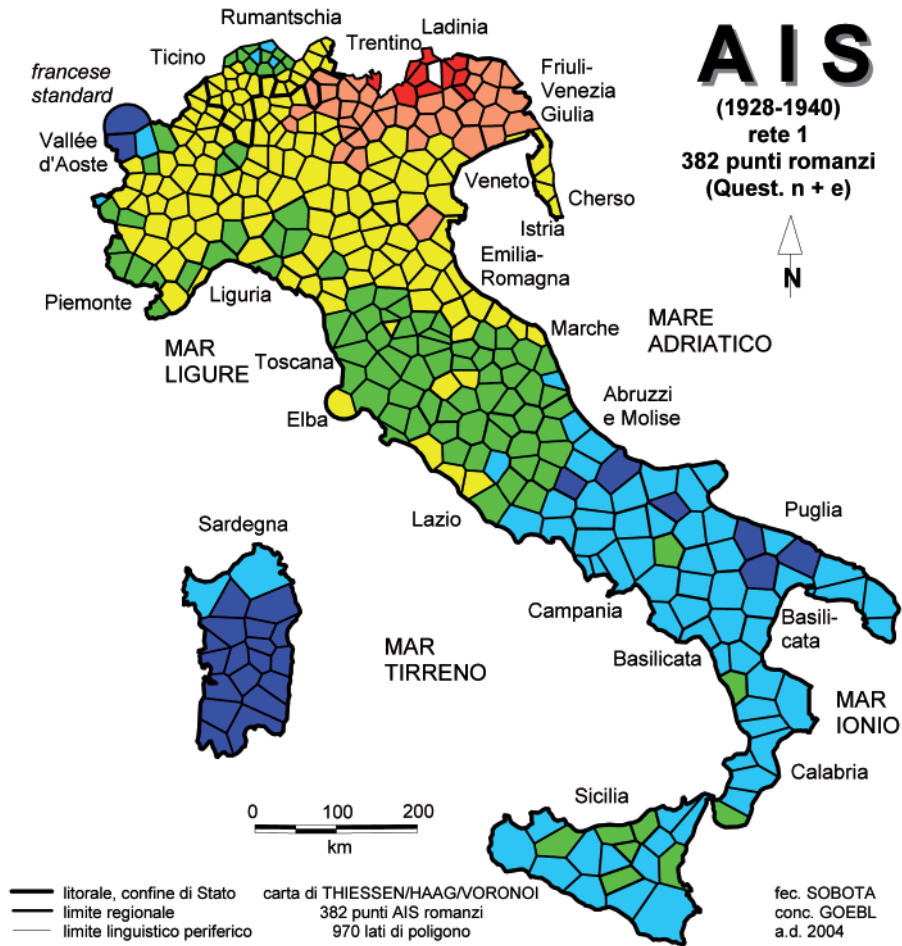 Rumantschia
Ladinia
Trentino
Ticino
francese
standard
Vallée
d'Aoste
Friuli-
Venezia
Giulia
AIS
(1928-1940)
rete 1
382 punti romanzi
(Quest. n + e)
N
Veneto
Cherso
Istria
Emilia-
Romagna
Piemonte
Liguria
Marche
MARE
ADRIATICO
MAR
LIGURE
Toscana
Elba
Abruzzi
e Molise
Lazio
Puglia
Sardegna
Campania
Basili-
cata
Basilicata
MAR
TIRRENO
MAR
IONIO
Calabria
Sicilia
0 100 200
km
litorale, confine di Stato
limite regionale
limite linguistico periferico
carta di THIESSEN/HAAG/VORONOI
382 punti AIS romanzi
970 lati di poligono
fec. SOBOTA
conc. GOEBL
a.d. 2004